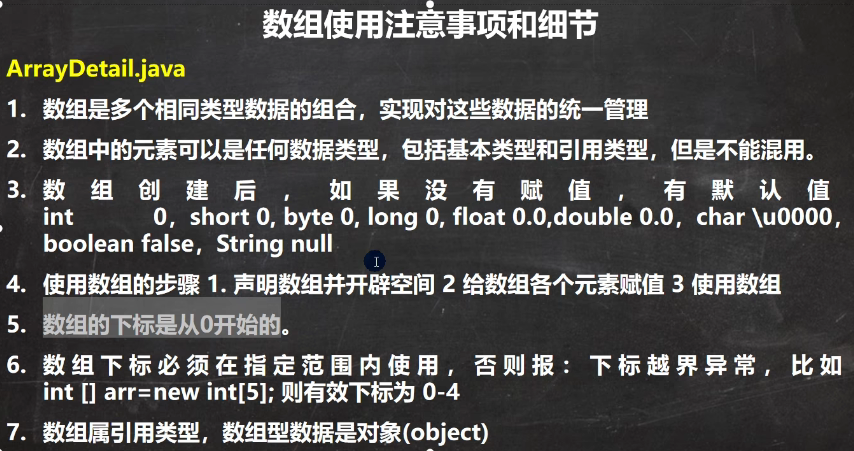 数组使用注意事项和细节
ArrayDetail.java
1. 数组是多个相同类型数据的组合，实现对这些数据的统一管理
2. 数组中的元素可以是任何数据类型，包括基本类型和引用类型，但是不能混用。
3. 数组创建后，如果没有赋值，有默认值
int 0，short 0, byte 0, long 0, float 0.0,double 0.0，char \u0000，
boolean false，String null
4. 使用数组的步骤 1. 声明数组并开辟空间 2 给数组各个元素赋值 3 使用数组
5. 数组的下标是从0开始的。
6. 数组下标必须在指定范围内使用，否则报：下标越界异常，比如
int [] arr=new int[5]; 则有效下标为 0-4
7. 数组属引用类型，数组型数据是对象(object)